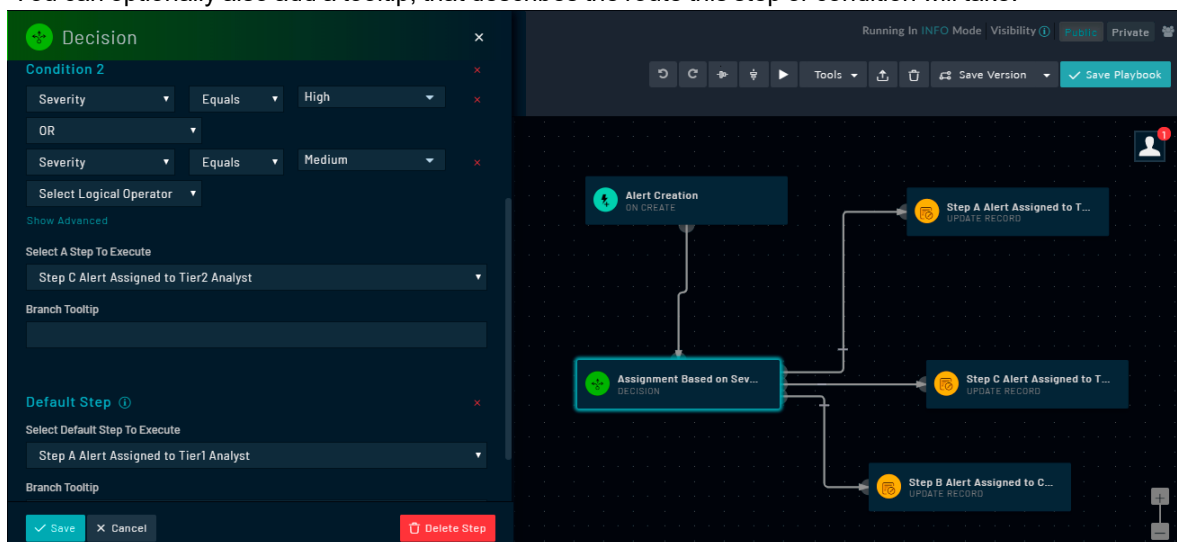 You can optionally also add a tooltip, that describes the route this step or condition will take.
Decision
×
Condition 2
×
Severity
Equals
High
×
OR
Severity
Equals
Medium
×
Select Logical Operator
Show Advanced
Select A Step To Execute
Step C Alert Assigned to Tier2 Analyst
Branch Tooltip
Default Step
×
Select Default Step To Execute
Step A Alert Assigned to Tier1 Analyst
Branch Tooltip
Save
× Cancel
Delete Step
Running In INFO Mode Visibility Public Private
Tools
Save Version
Save Playbook
1
Alert Creation
ON CREATE
Step A Alert Assigned to T...
UPDATE RECORD
Assignment Based on Sev...
DECISION
Step C Alert Assigned to T...
UPDATE RECORD
Step B Alert Assigned to C...
UPDATE RECORD